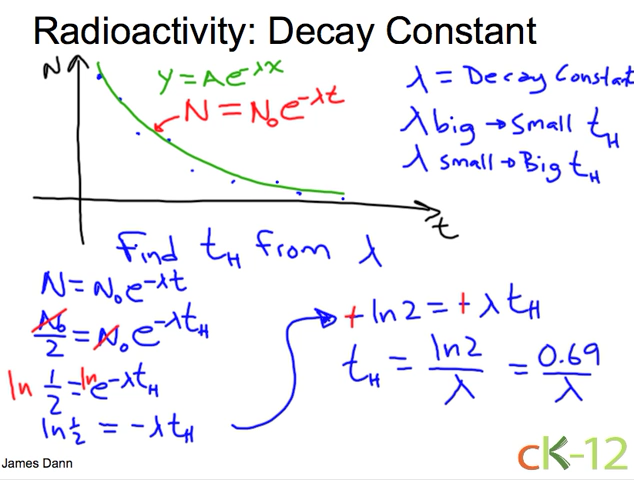 Radioactivity: Decay Constant
N
y = Ae^-λx
N = N₀e^-λt
t
λ = Decay Constant
λ big → Small t_H
λ small → Big t_H
Find t_H from λ
N = N₀e^-λt
N₀/2 = N₀e^-λt_H
ln 1/2 = ln e^-λt_H
ln 1/2 = -λt_H
+ ln2 = + λt_H
t_H = ln2/λ = 0.69/λ
James Dann
cK-12